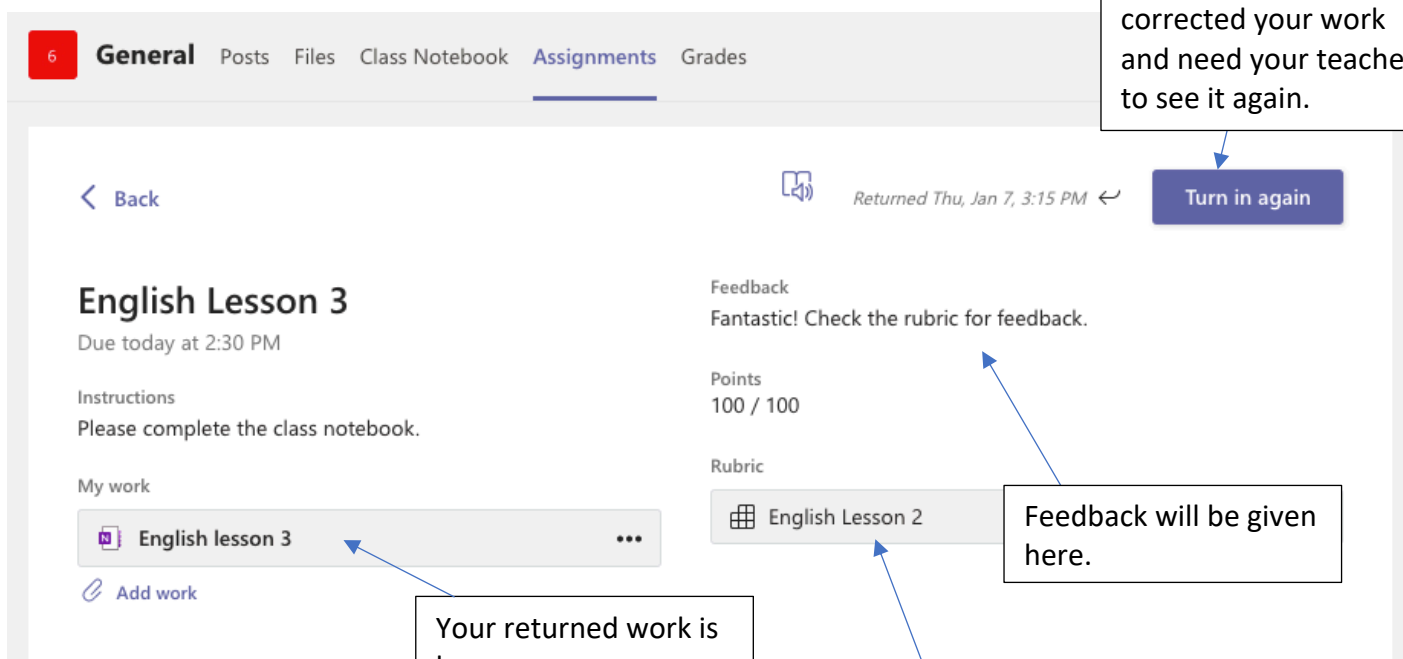 corrected your work
and need your teache
to see it again.
6 General Posts Files Class Notebook Assignments Grades
Back
Returned Thu, Jan 7, 3:15 PM
Turn in again
English Lesson 3
Due today at 2:30 PM
Instructions
Please complete the class notebook.
My work
English lesson 3
Add work
Feedback
Fantastic! Check the rubric for feedback.
Points
100 / 100
Rubric
English Lesson 2
Feedback will be given
here.
Your returned work is